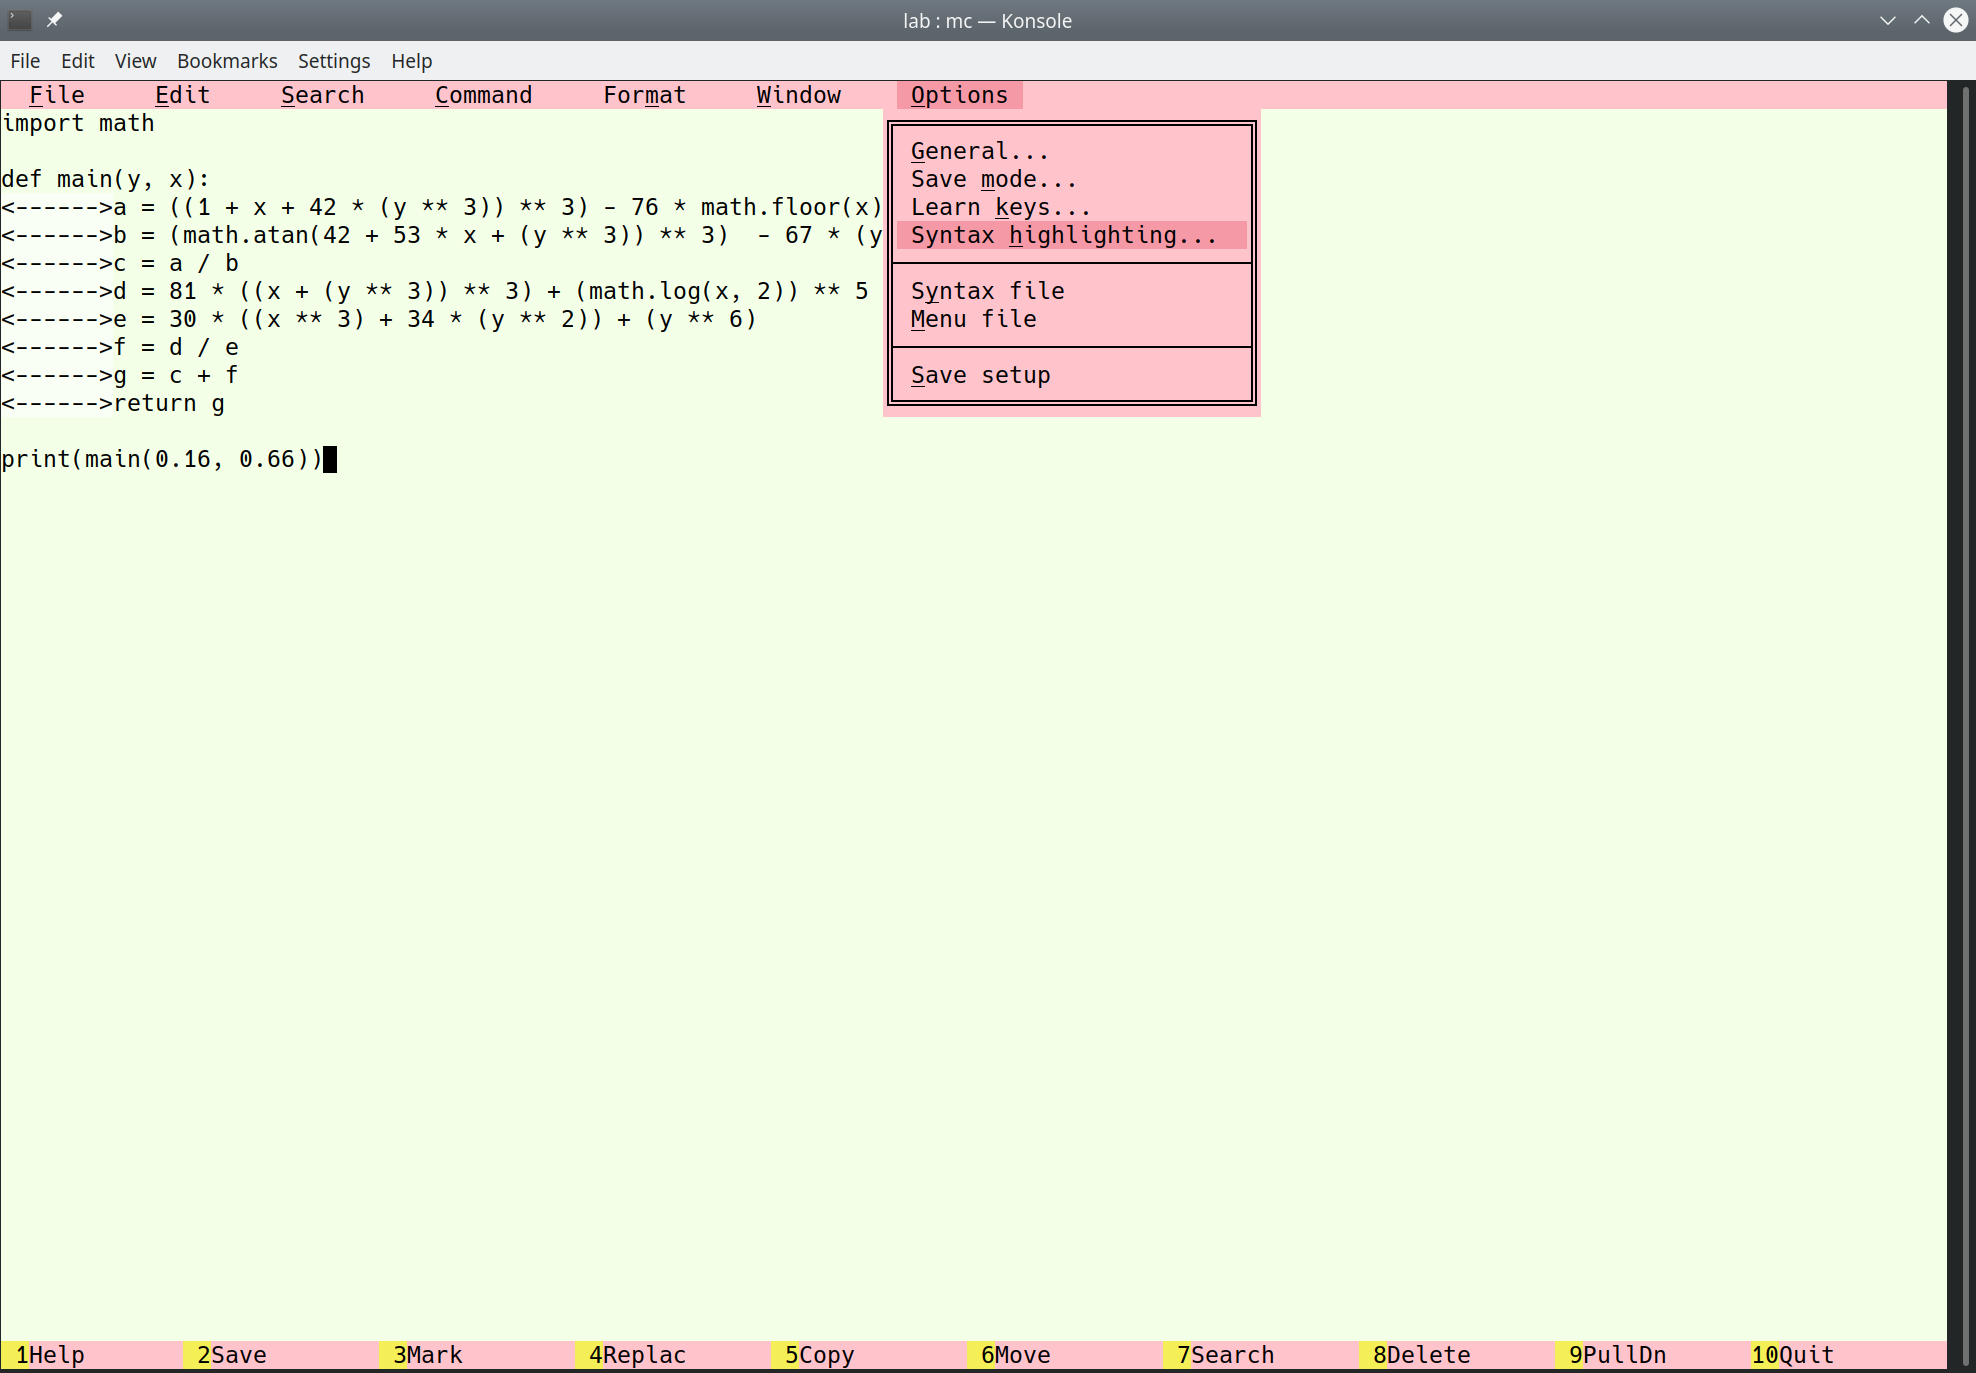 lab : mc — Konsole
File Edit View Bookmarks Settings Help
File Edit Search Command Format Window Options
import math
def main(y, x):
<------>a = ((1 + x + 42 * (y ** 3)) ** 3) - 76 * math.floor(x)
<------>b = (math.atan(42 + 53 * x + (y ** 3)) ** 3)  - 67 * (y
<------>c = a / b
<------>d = 81 * ((x + (y ** 3)) ** 3) + (math.log(x, 2)) ** 5
<------>e = 30 * ((x ** 3) + 34 * (y ** 2)) + (y ** 6)
<------>f = d / e
<------>g = c + f
<------>return g
print(main(0.16, 0.66))
General...
Save mode...
Learn keys...
Syntax highlighting...
Syntax file
Menu file
Save setup
1Help 2Save 3Mark 4Replac 5Copy 6Move 7Search 8Delete 9PullDn 10Quit